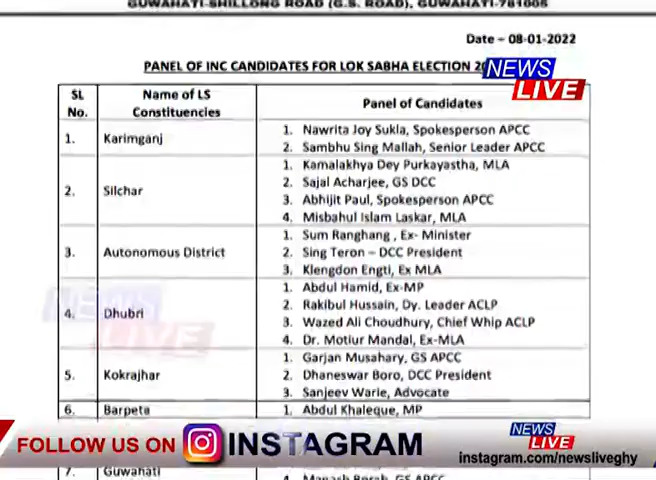 GUWAHATI-SHILLONG ROAD (G.S. ROAD), GUWAHATI-781005
Date – 08-01-2022
PANEL OF INC CANDIDATES FOR LOK SABHA ELECTION
NEWS
LIVE
SL No. Name of LS Constituencies Panel of Candidates
1. Karimganj
1. Nawrita Joy Sukla, Spokesperson APCC
2. Sambhu Sing Mallah, Senior Leader APCC
2. Silchar
1. Kamalakhya Dey Purkayastha, MLA
2. Sajal Acharjee, GS DCC
3. Abhijit Paul, Spokesperson APCC
4. Misbahul Islam Laskar, MLA
3. Autonomous District
1. Sum Ranghang , Ex- Minister
2. Sing Teron – DCC President
3. Klengdon Engti, Ex MLA
4. Dhubri
1. Abdul Hamid, Ex-MP
2. Rakibul Hussain, Dy. Leader ACLP
3. Wazed Ali Choudhury, Chief Whip ACLP
4. Dr. Motiur Mandal, Ex-MLA
NEWS
LIVE
5. Kokrajhar
1. Garjan Musahary, GS APCC
2. Dhaneswar Boro, DCC President
3. Sanjeev Warle, Advocate
6. Barpeta
1. Abdul Khaleque, MP
FOLLOW US ON INSTAGRAM
NEWS
LIVE
instagram.com/newsliveghy
7. Guwahati